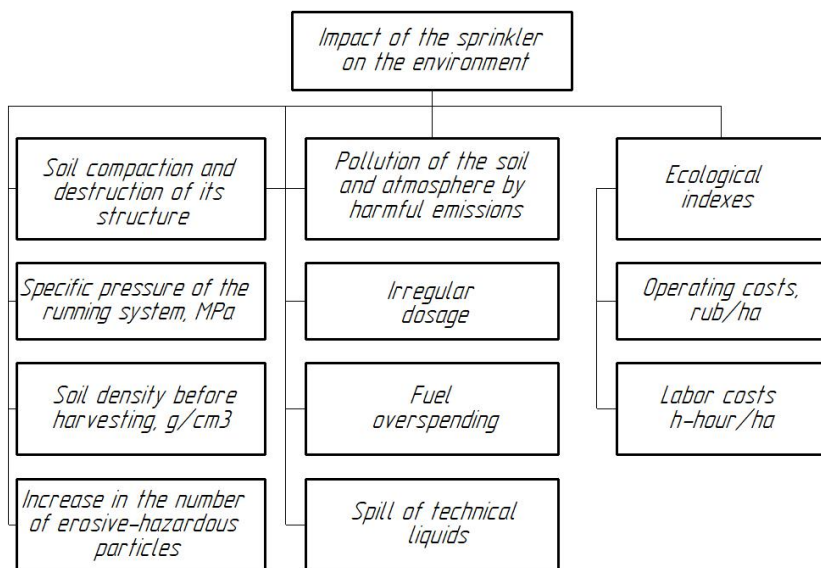 Impact of the sprinkler
on the environment
Soil compaction and
destruction of its
structure
Specific pressure of the
running system, MPa
Soil density before
harvesting, g/cm3
Increase in the number
of erosive-hazardous
particles
Pollution of the soil
and atmosphere by
harmful emissions
Irregular
dosage
Fuel
overspending
Spill of technical
liquids
Ecological
indexes
Operating costs,
rub/ha
Labor costs
h-hour/ha